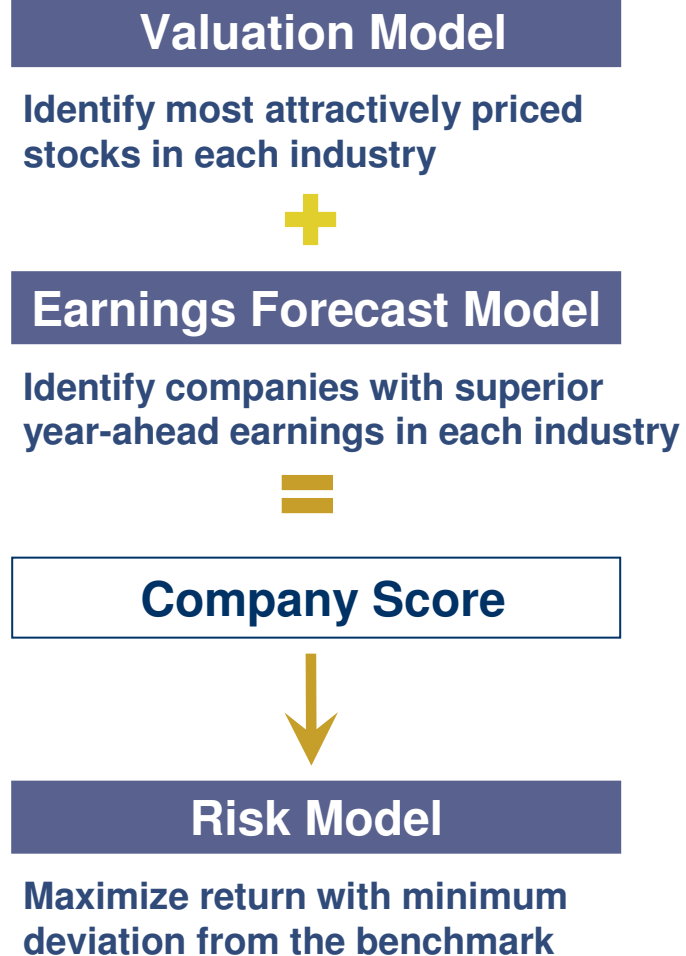 Valuation Model
Identify most attractively priced
stocks in each industry
+
Earnings Forecast Model
Identify companies with superior
year-ahead earnings in each industry
=
Company Score
Risk Model
Maximize return with minimum
deviation from the benchmark